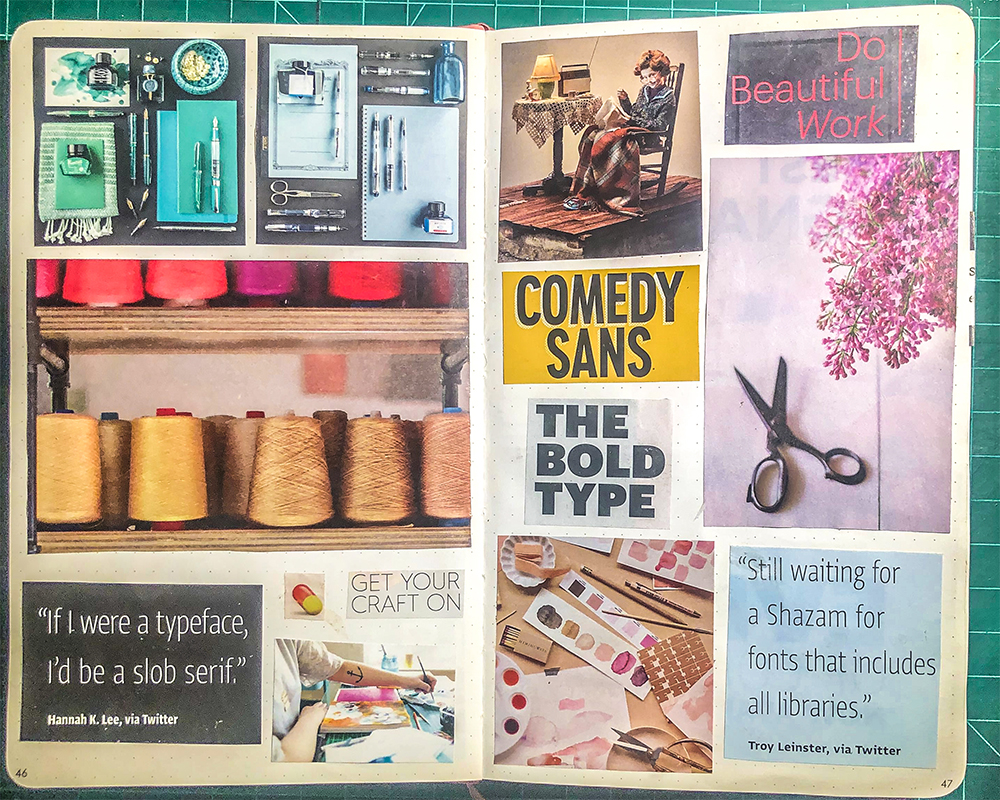 “If I were a typeface,
I’d be a slob serif.”
Hannah K. Lee, via Twitter
GET YOUR
CRAFT ON
46
Do
Beautiful
Work
COMEDY
SANS
THE
BOLD
TYPE
“Still waiting for
a Shazam for
fonts that includes
all libraries.”
Troy Leinster, via Twitter
47